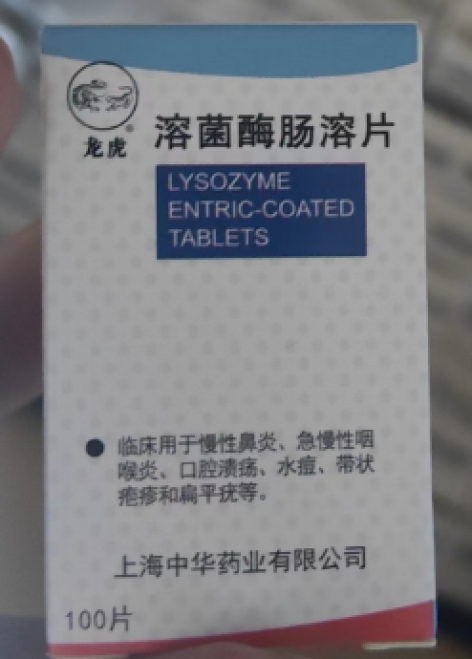 龙虎®
溶菌酶肠溶片
LYSOZYME
ENTRIC-COATED
TABLETS
● 临床用于慢性鼻炎、急慢性咽
喉炎、口腔溃疡、水痘、带状
疱疹和扁平疣等。
上海中华药业有限公司
100片